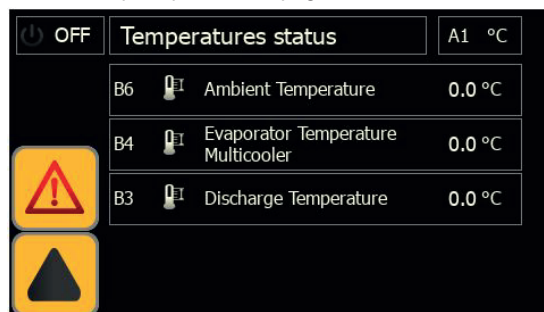 OFF
Temperatures status
A1 °C
B6 Ambient Temperature 0.0 °C
B4 Evaporator Temperature
Multicooler 0.0 °C
B3 Discharge Temperature 0.0 °C